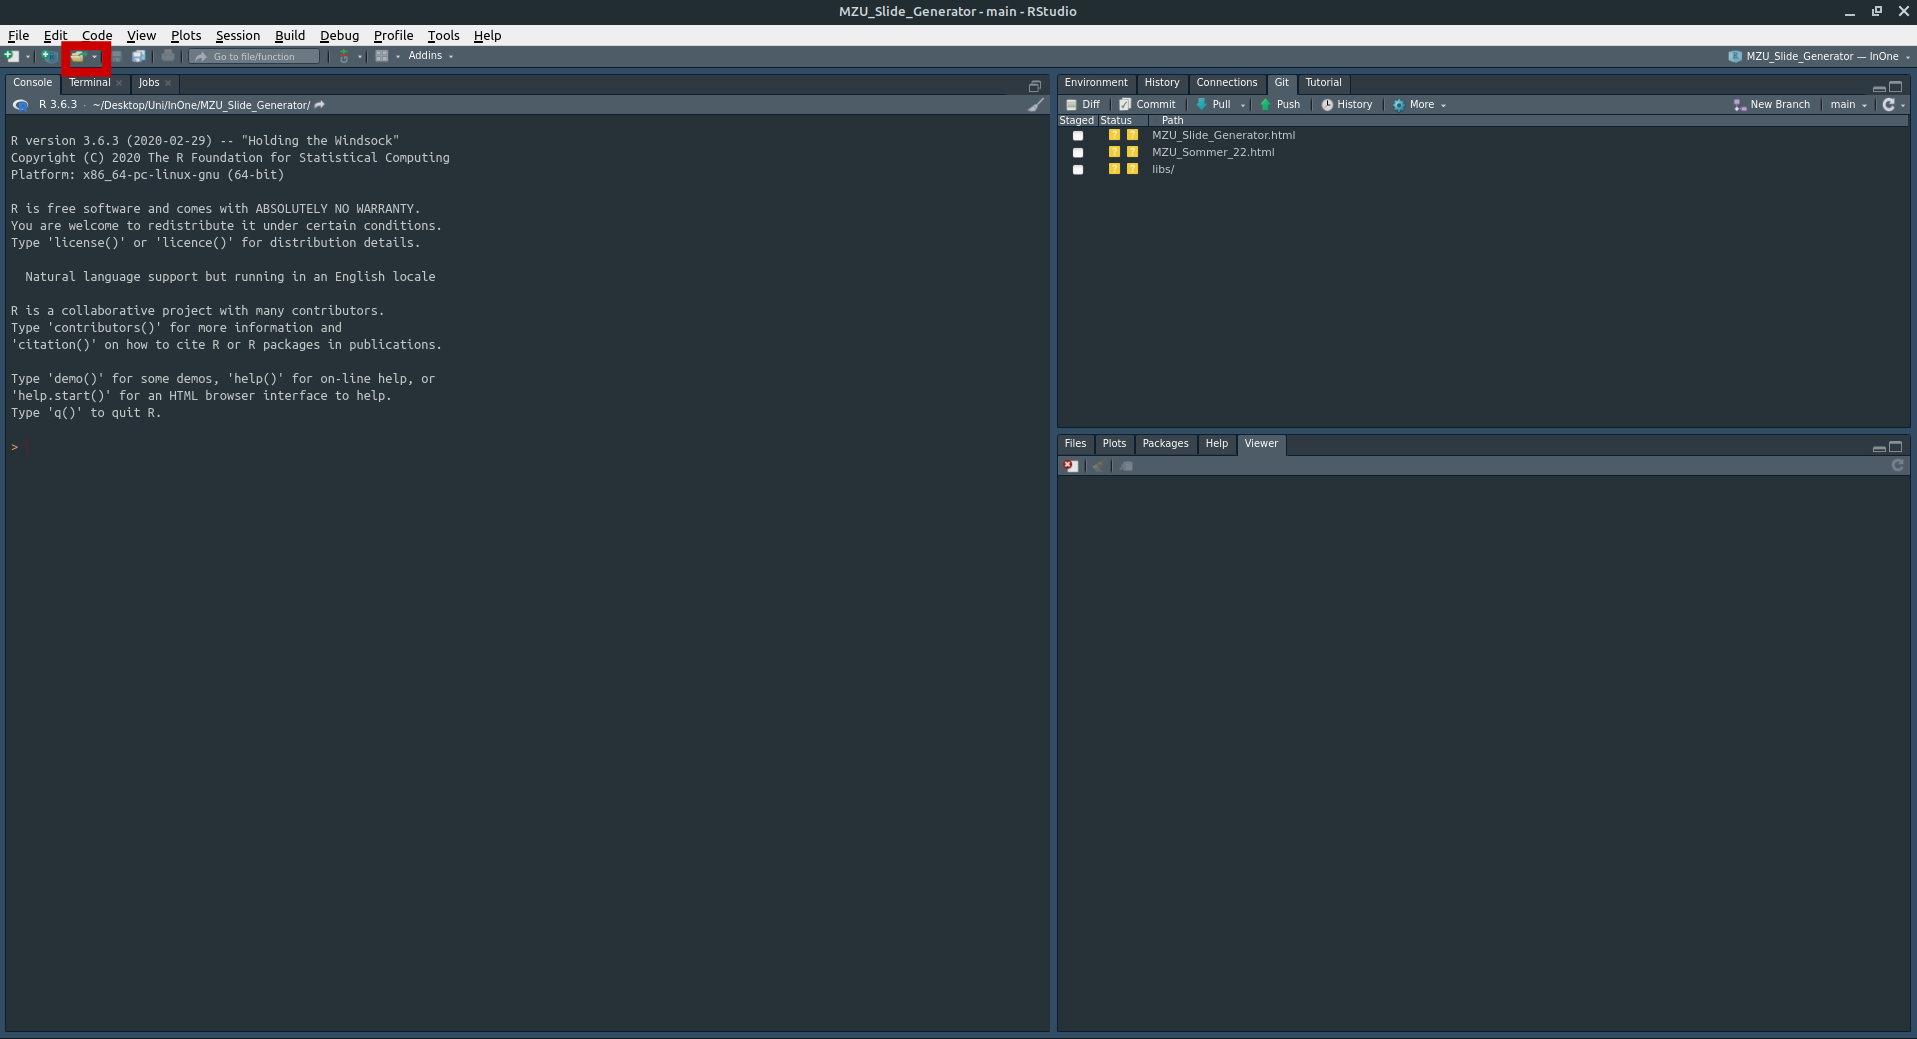 MZU_Slide_Generator - main - RStudio
File Edit Code View Plots Session Build Debug Profile Tools Help
Go to file/function Addins MZU_Slide_Generator — InOne
Console Terminal Jobs
R 3.6.3 · ~/Desktop/Uni/InOne/MZU_Slide_Generator/
R version 3.6.3 (2020-02-29) -- "Holding the Windsock"
Copyright (C) 2020 The R Foundation for Statistical Computing
Platform: x86_64-pc-linux-gnu (64-bit)
R is free software and comes with ABSOLUTELY NO WARRANTY.
You are welcome to redistribute it under certain conditions.
Type 'license()' or 'licence()' for distribution details.
Natural language support but running in an English locale
R is a collaborative project with many contributors.
Type 'contributors()' for more information and
'citation()' on how to cite R or R packages in publications.
Type 'demo()' for some demos, 'help()' for on-line help, or
'help.start()' for an HTML browser interface to help.
Type 'q()' to quit R.
>
Environment History Connections Git Tutorial
Diff Commit Pull Push History More New Branch main
Staged Status Path
? ? MZU_Slide_Generator.html
? ? MZU_Sommer_22.html
? ? libs/
Files Plots Packages Help Viewer